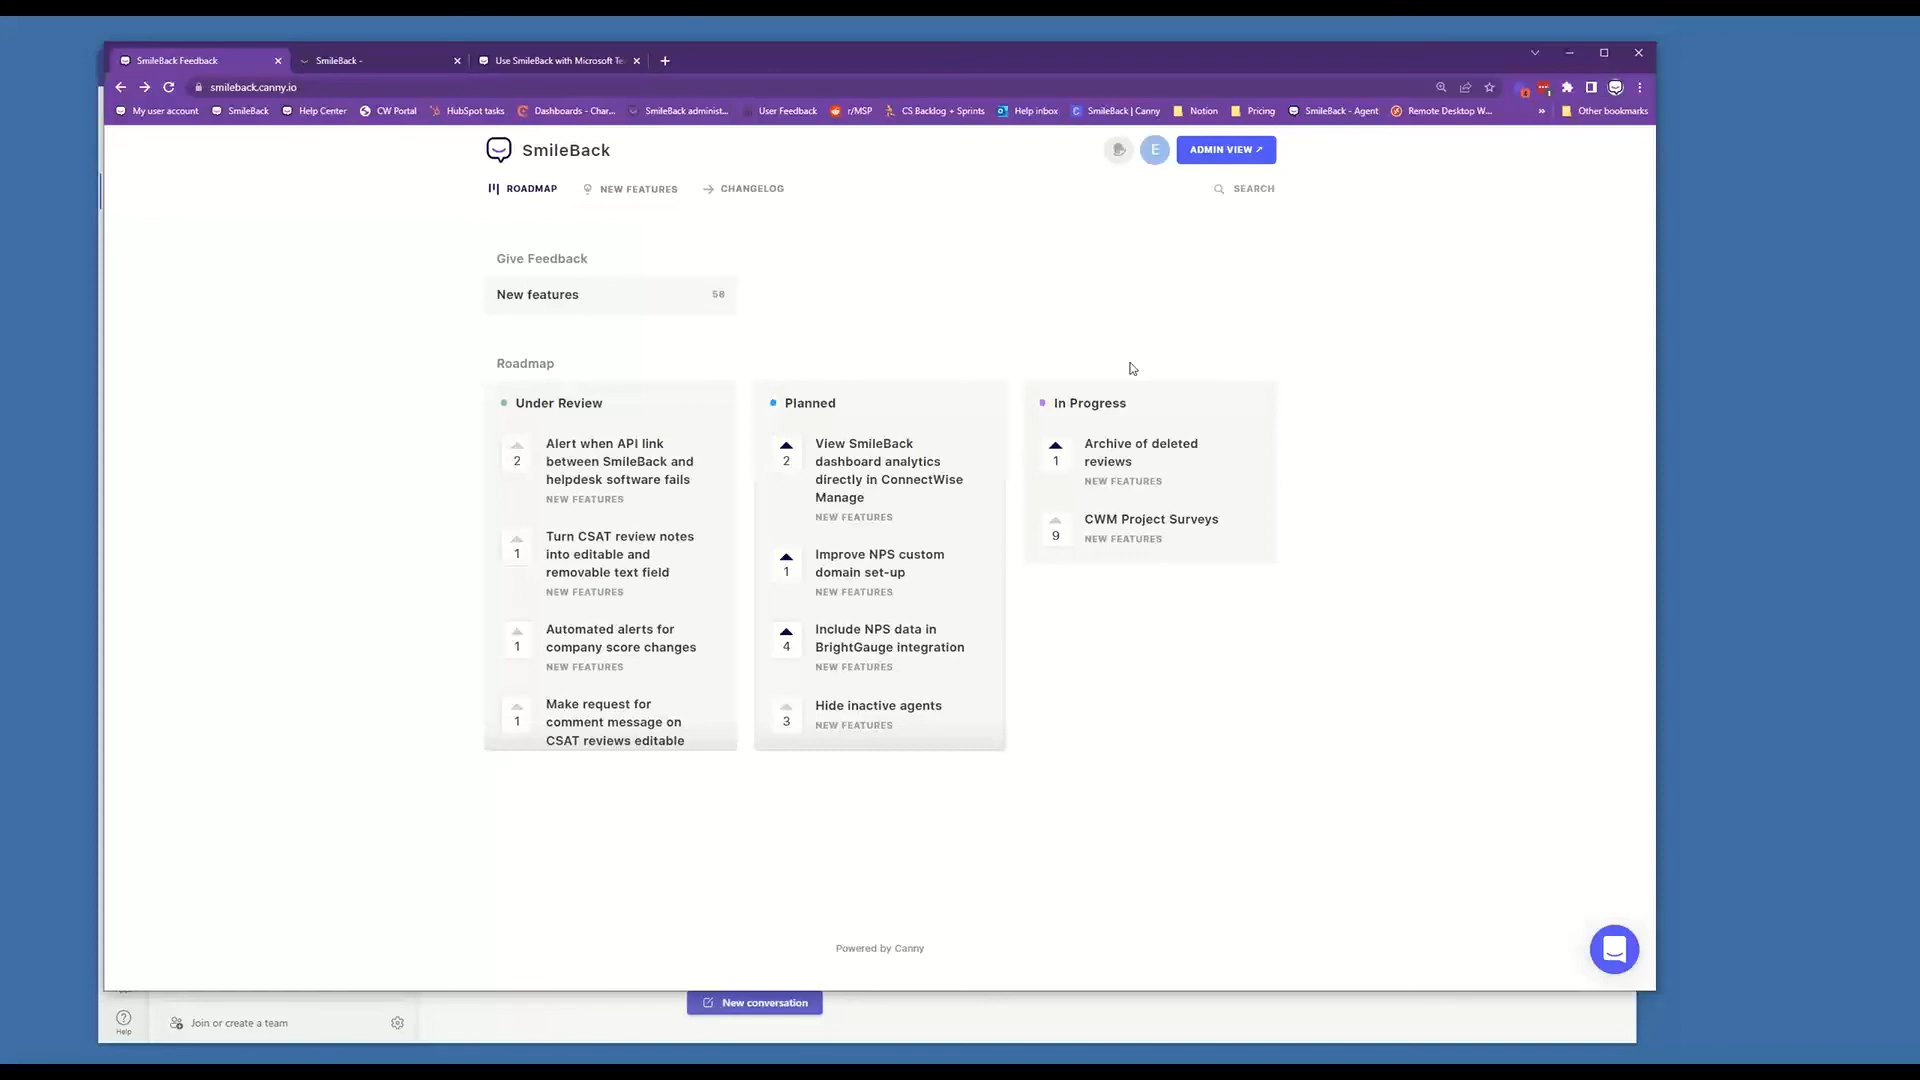 SmileBack Feedback
SmileBack -
Use SmileBack with Microsoft Te
smileback.canny.io
My user account
SmileBack
Help Center
CW Portal
HubSpot tasks
Dashboards - Char...
SmileBack administ...
User Feedback
r/MSP
CS Backlog + Sprints
Help inbox
SmileBack | Canny
Notion
Pricing
SmileBack - Agent
Remote Desktop W...
»
Other bookmarks
SmileBack
E
ADMIN VIEW
ROADMAP
NEW FEATURES
CHANGELOG
SEARCH
Give Feedback
New features 58
Roadmap
Under Review
2
Alert when API link
between SmileBack and
helpdesk software fails
NEW FEATURES
1
Turn CSAT review notes
into editable and
removable text field
NEW FEATURES
1
Automated alerts for
company score changes
NEW FEATURES
1
Make request for
comment message on
CSAT reviews editable
Planned
2
View SmileBack
dashboard analytics
directly in ConnectWise
Manage
NEW FEATURES
1
Improve NPS custom
domain set-up
NEW FEATURES
4
Include NPS data in
BrightGauge integration
NEW FEATURES
3
Hide inactive agents
NEW FEATURES
In Progress
1
Archive of deleted
reviews
NEW FEATURES
9
CWM Project Surveys
NEW FEATURES
Powered by Canny
New conversation
Help
Join or create a team